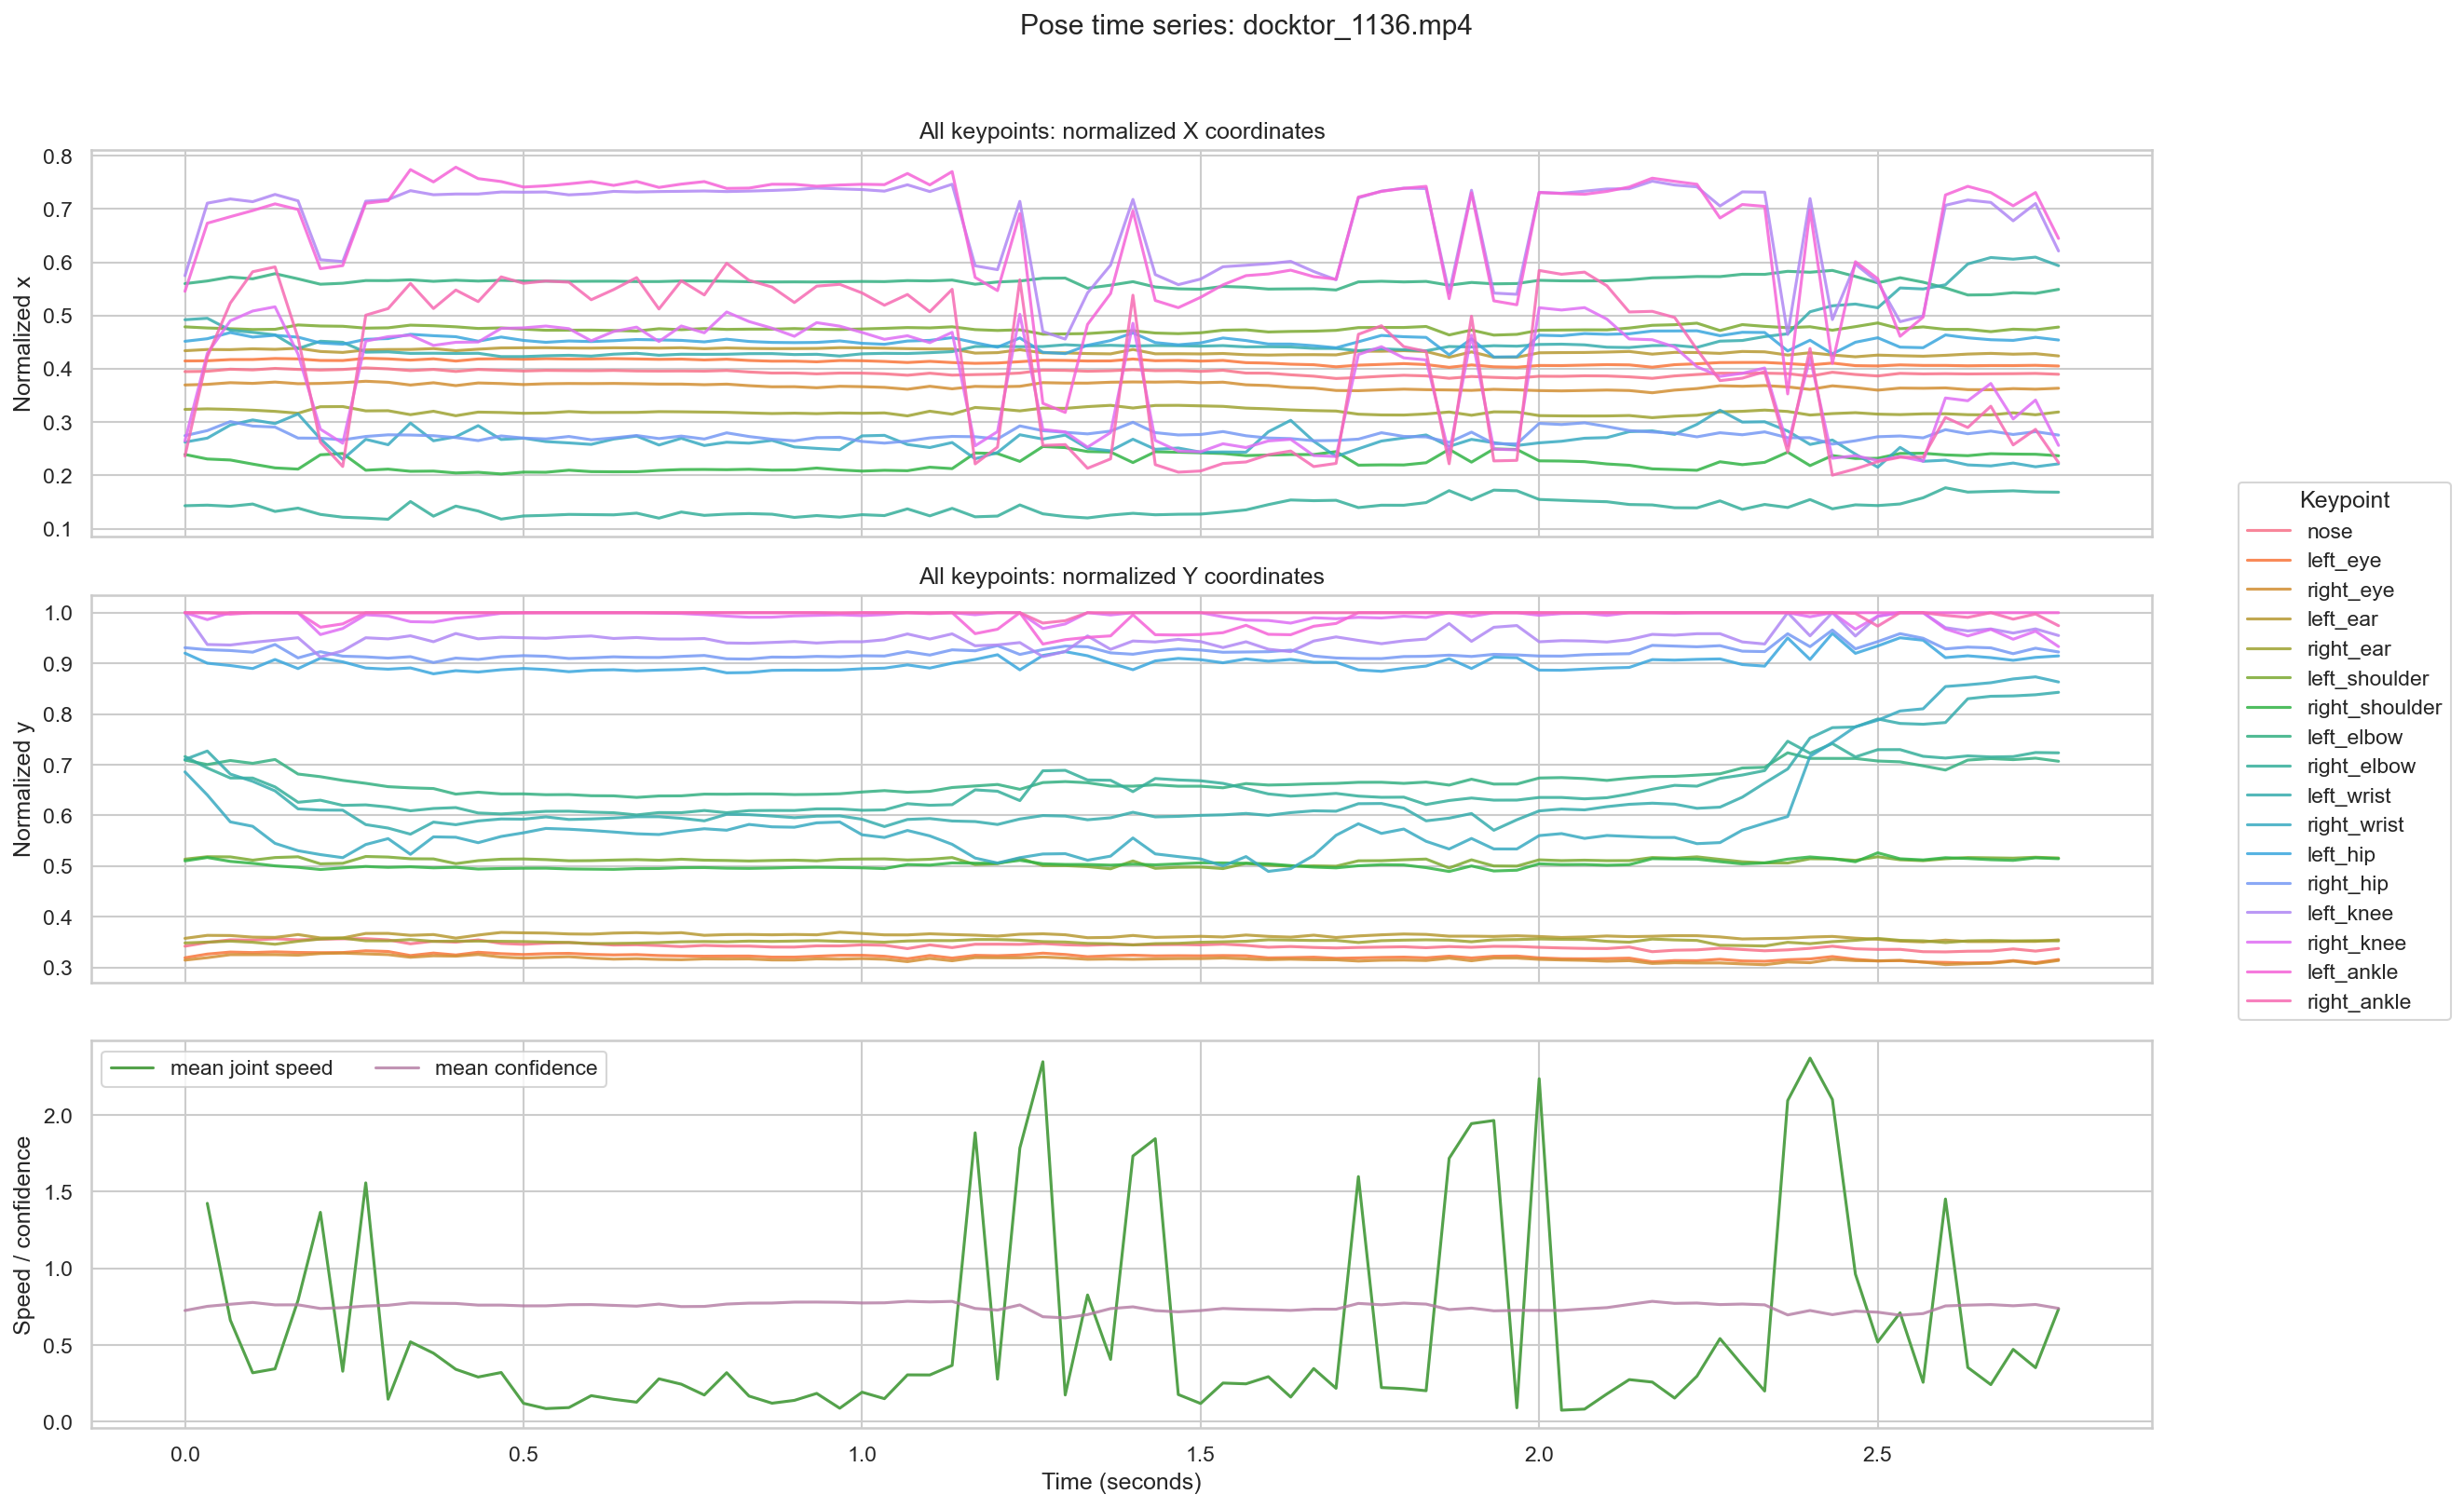 Pose time series: docktor_1136.mp4
All keypoints: normalized X coordinates
0.8
0.7
0.6
0.5
0.4
0.3
0.2
0.1
Normalized x
All keypoints: normalized Y coordinates
1.0
0.9
0.8
0.7
0.6
0.5
0.4
0.3
Normalized y
Keypoint
nose
left_eye
right_eye
left_ear
right_ear
left_shoulder
right_shoulder
left_elbow
right_elbow
left_wrist
right_wrist
left_hip
right_hip
left_knee
right_knee
left_ankle
right_ankle
mean joint speed
mean confidence
2.0
1.5
1.0
0.5
0.0
Speed / confidence
0.0 0.5 1.0 1.5 2.0 2.5
Time (seconds)